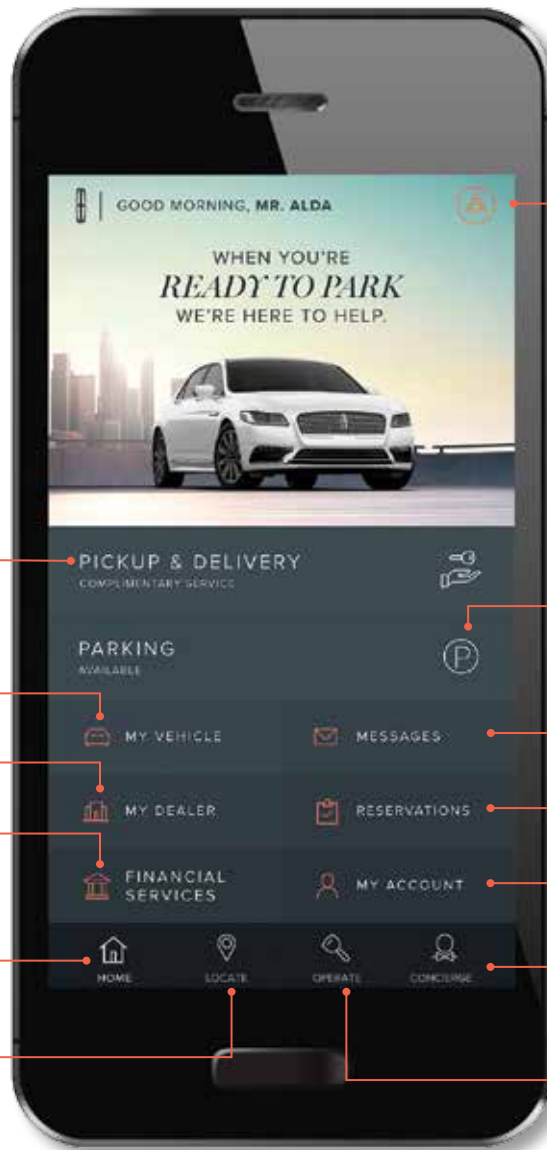 GOOD MORNING, MR. ALDA
WHEN YOU'RE
READY TO PARK
WE'RE HERE TO HELP.
PICKUP & DELIVERY
COMPLIMENTARY SERVICE
PARKING
AVAILABLE
P
MY VEHICLE
MESSAGES
MY DEALER
RESERVATIONS
FINANCIAL
SERVICES
MY ACCOUNT
HOME
LOCATE
OPERATE
CONCIERGE